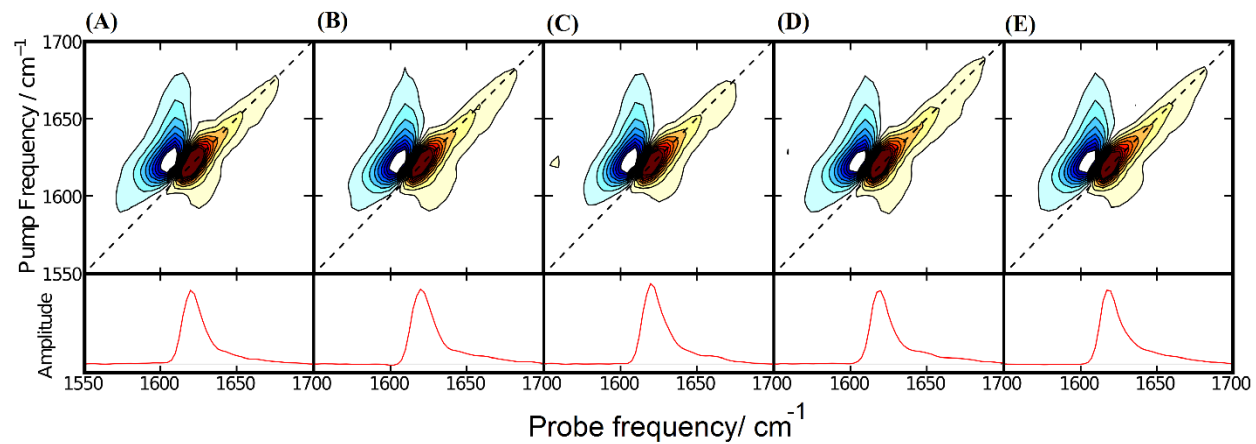 (A) (B) (C) (D) (E)
Pump Frequency / cm⁻¹
1700
1650
1600
1550
Amplitude
1550 1600 1650 1700 1600 1650 1700 1600 1650 1700 1600 1650 1700 1600 1650 1700
Probe frequency/ cm⁻¹